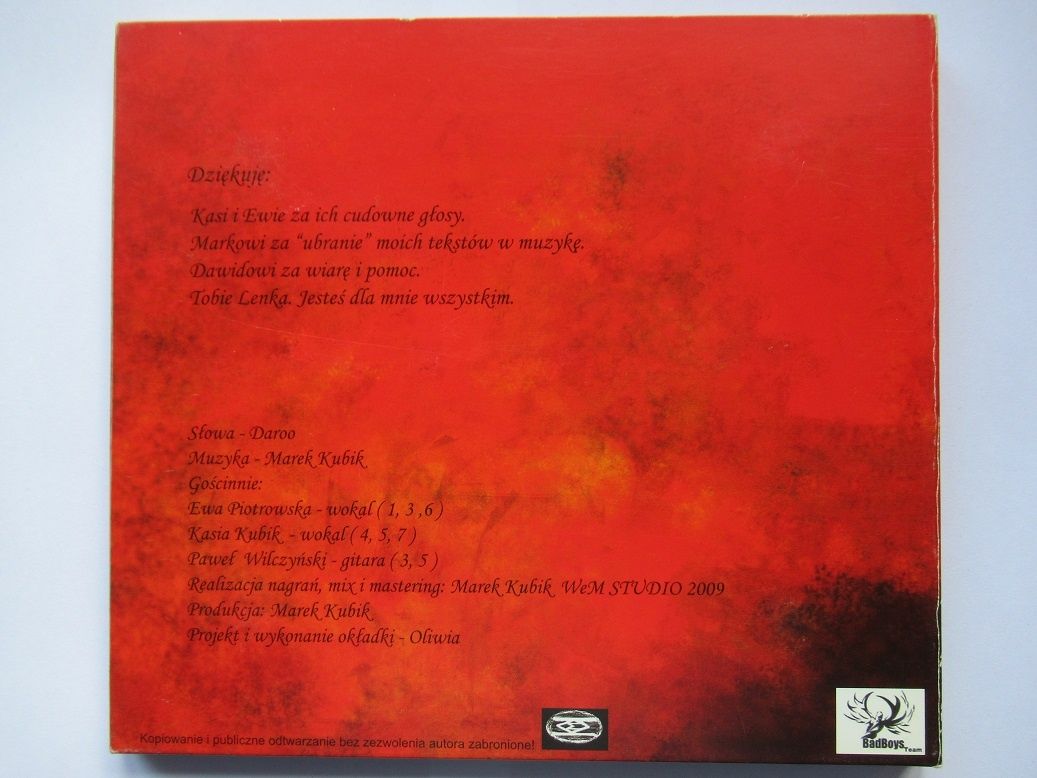 Dziękuję:
Kasi i Ewie za ich cudowne głosy.
Markowi za “ubranie” moich tekstów w muzykę.
Dawidowi za wiarę i pomoc.
Tobie Lenka. Jesteś dla mnie wszystkim.
Słowa - Daroo
Muzyka - Marek Kubik
Gościnnie:
Ewa Piotrowska - wokal ( 1, 3 ,6 )
Kasia Kubik - wokal ( 4, 5, 7 )
Paweł Wilczyński - gitara ( 3, 5 )
Realizacja nagrań, mix i mastering: Marek Kubik WeM STUDIO 2009
Produkcja: Marek Kubik
Projekt i wykonanie okładki - Oliwia
Kopiowanie i publiczne odtwarzanie bez zezwolenia autora zabronione!
BadBoys Team